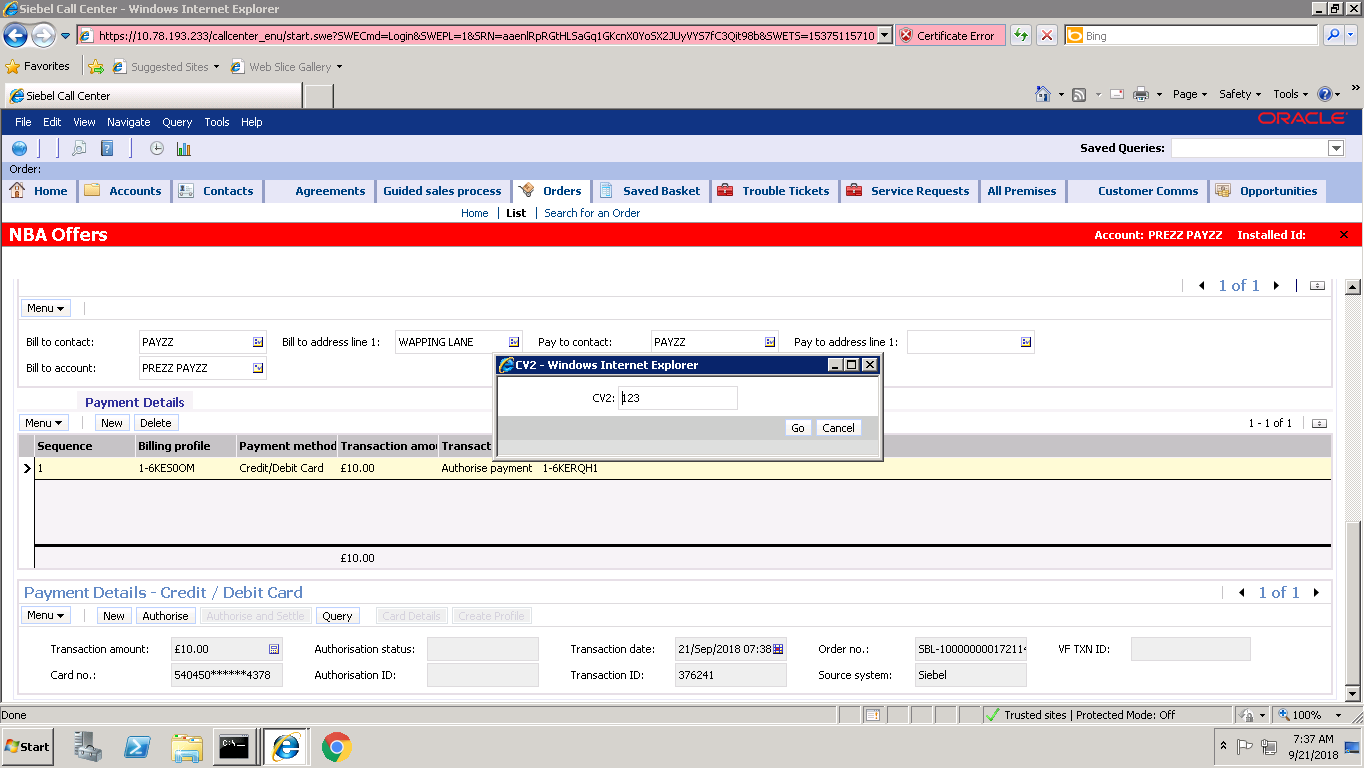 Siebel Call Center - Windows Internet Explorer
https://10.78.193.233/callcenter_enu/start.swe?SWECmd=Login&SWEPL=1&SRN= Certificate Error Bing
Favorites Suggested Sites Web Slice Gallery
Siebel Call Center Page Safety Tools
File Edit View Navigate Query Tools Help ORACLE
Saved Queries:
Order:
Home Accounts Contacts Agreements Guided sales process Orders Saved Basket Trouble Tickets Service Requests All Premises Customer Comms Opportunities
Home List Search for an Order
NBA Offers Account: PREZZ PAYZZ Installed Id:
1 of 1
Menu
Bill to contact: PAYZZ Bill to address line 1: WAPPING LANE Pay to contact: PAYZZ Pay to address line 1:
Bill to account: PREZZ PAYZZ
CV2 - Windows Internet Explorer
CV2: 123
Go Cancel
Payment Details
Menu New Delete 1 - 1 of 1
Sequence Billing profile Payment method Transaction amou Transact
1 1-6KES0OM Credit/Debit Card £10.00 Authorise payment 1-6KERQH1
£10.00
Payment Details - Credit / Debit Card 1 of 1
Menu New Authorise Authorise and Settle Query Card Details Create Profile
Transaction amount: £10.00 Authorisation status: Transaction date: 21/Sep/2018 07:38 Order no.: SBL-10000000017211 VF TXN ID:
Card no.: 540450******4378 Authorisation ID: Transaction ID: 376241 Source system: Siebel
Done Trusted sites | Protected Mode: Off 100%
Start 7:37 AM
9/21/2018